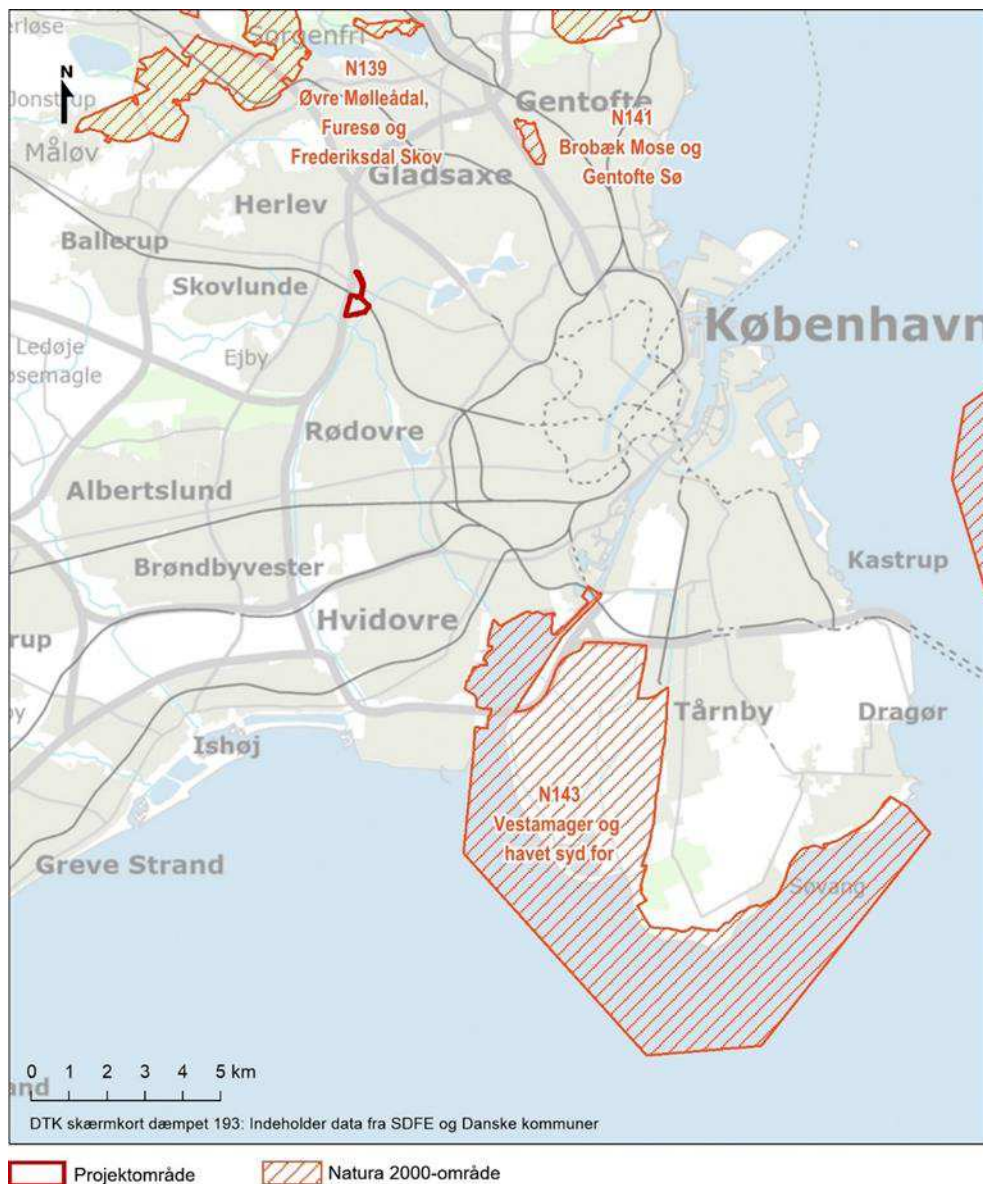 Sorgenfri
N
N139
Øvre Mølleådal,
Furesø og
Frederiksdal Skov
Gentofte
N141
Brobæk Mose og
Gentofte Sø
Måløv
Gladsaxe
Herlev
Ballerup
Skovlunde
København
Ledøje
Ejby
Rødovre
Albertslund
Kastrup
Brøndbyvester
Hvidovre
Tårnby
Dragør
Ishøj
N143
Vestamager og
havet syd for
Greve Strand
Søvang
0 1 2 3 4 5 km
DTK skærmkort dæmpet 193: Indeholder data fra SDFE og Danske kommuner
Projektområde
Natura 2000-område